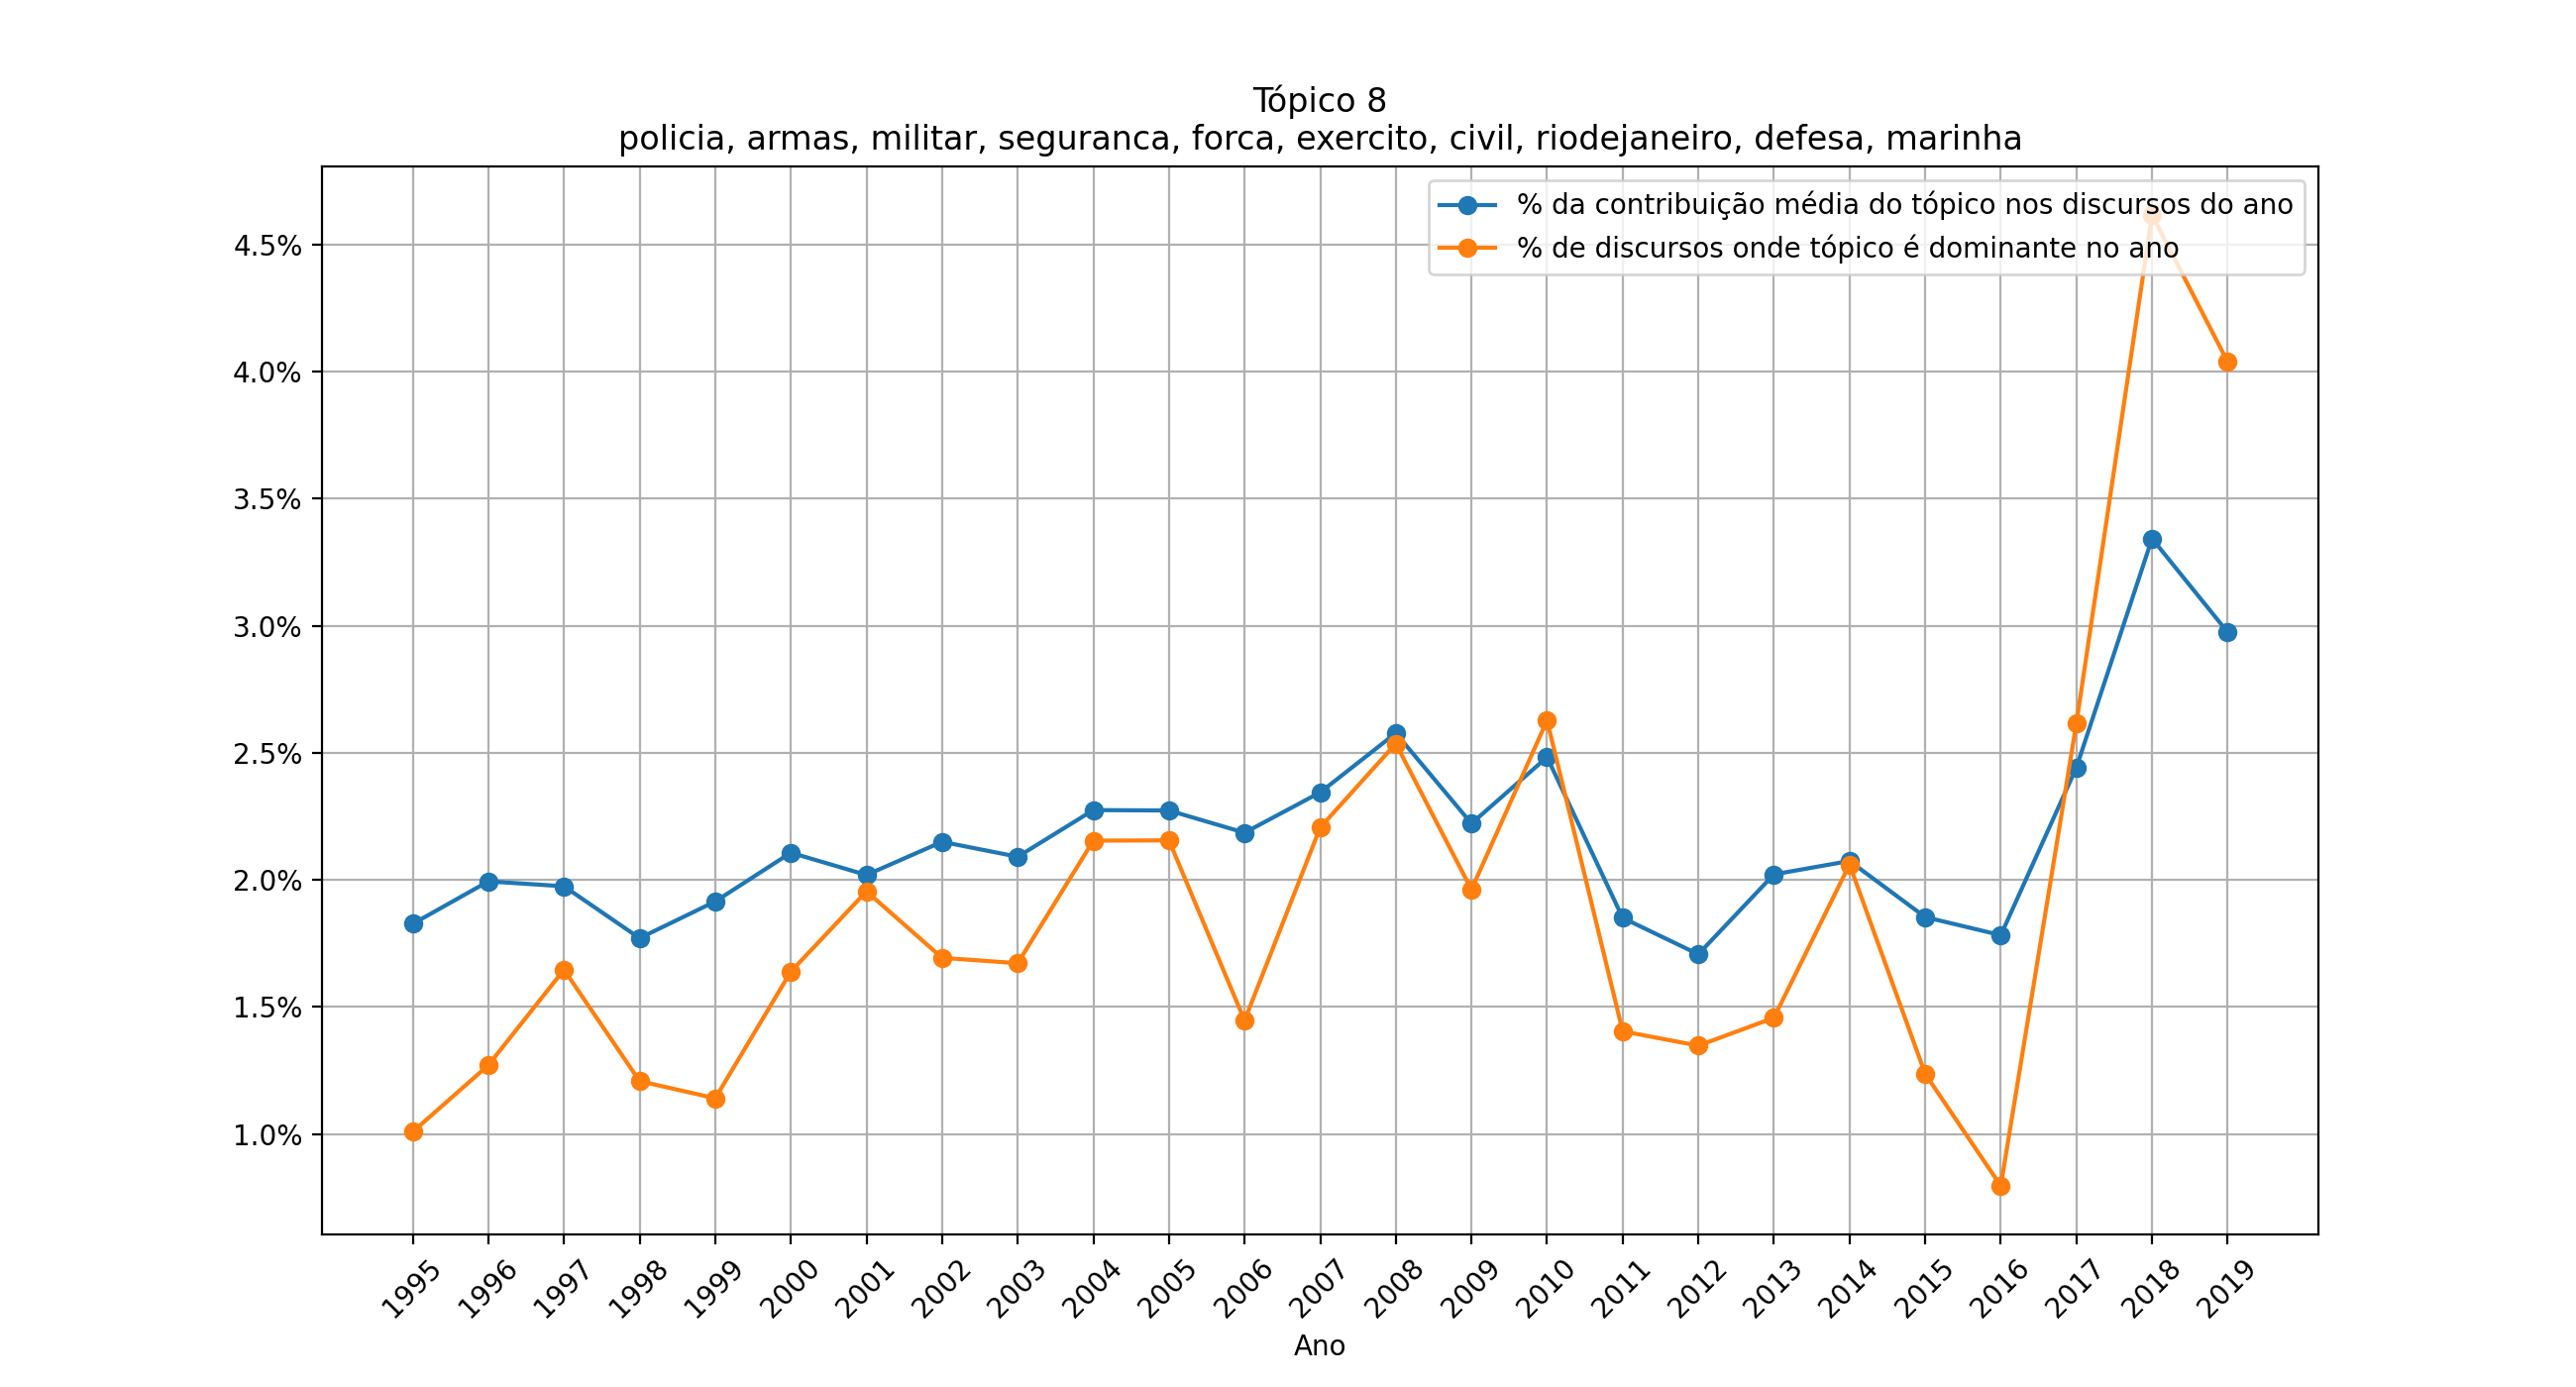 Tópico 8
policia, armas, militar, seguranca, forca, exercito, civil, riodejaneiro, defesa, marinha
% da contribuição média do tópico nos discursos do ano
% de discursos onde tópico é dominante no ano
4.5%
4.0%
3.5%
3.0%
2.5%
2.0%
1.5%
1.0%
1995 1996 1997 1998 1999 2000 2001 2002 2003 2004 2005 2006 2007 2008 2009 2010 2011 2012 2013 2014 2015 2016 2017 2018 2019
Ano